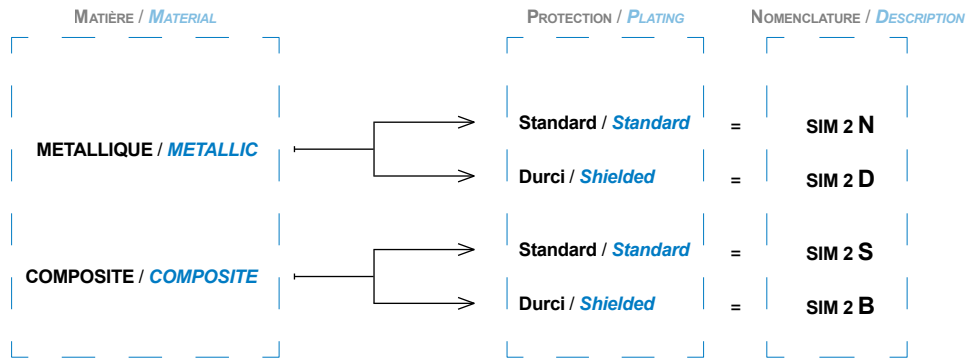 Matière / Material
Protection / Plating
Nomenclature / Description
METALLIQUE / METALLIC
Standard / Standard = SIM 2 N
Durci / Shielded = SIM 2 D
COMPOSITE / COMPOSITE
Standard / Standard = SIM 2 S
Durci / Shielded = SIM 2 B